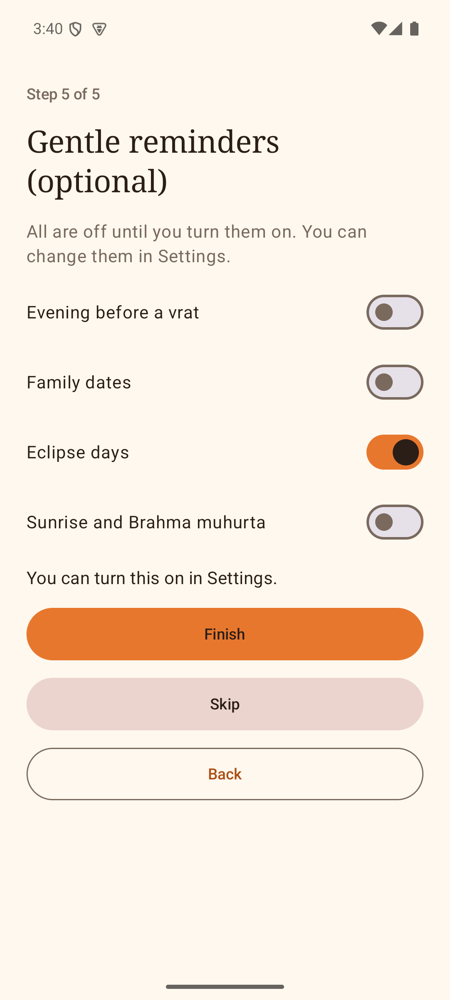 3:40
Step 5 of 5
Gentle reminders
(optional)
All are off until you turn them on. You can
change them in Settings.
Evening before a vrat
Family dates
Eclipse days
Sunrise and Brahma muhurta
You can turn this on in Settings.
Finish
Skip
Back